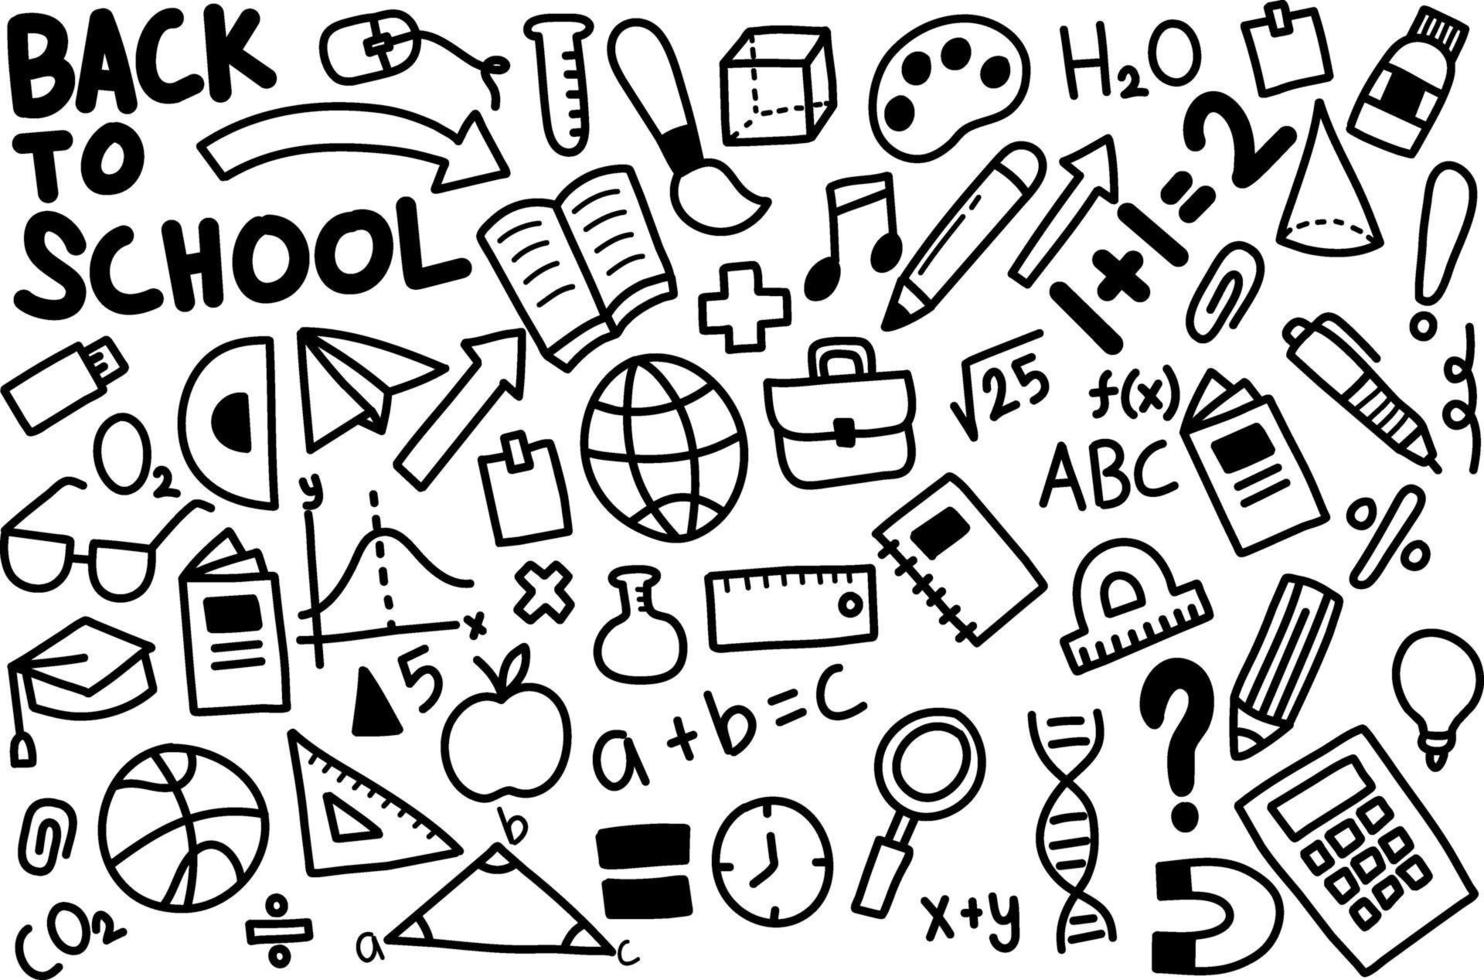 BACK
TO
SCHOOL
H₂O
1+1=2
√25
f(x)
ABC
O₂
y
x
5
a+b=c
b
a
c
x+y
CO₂
?
!
%